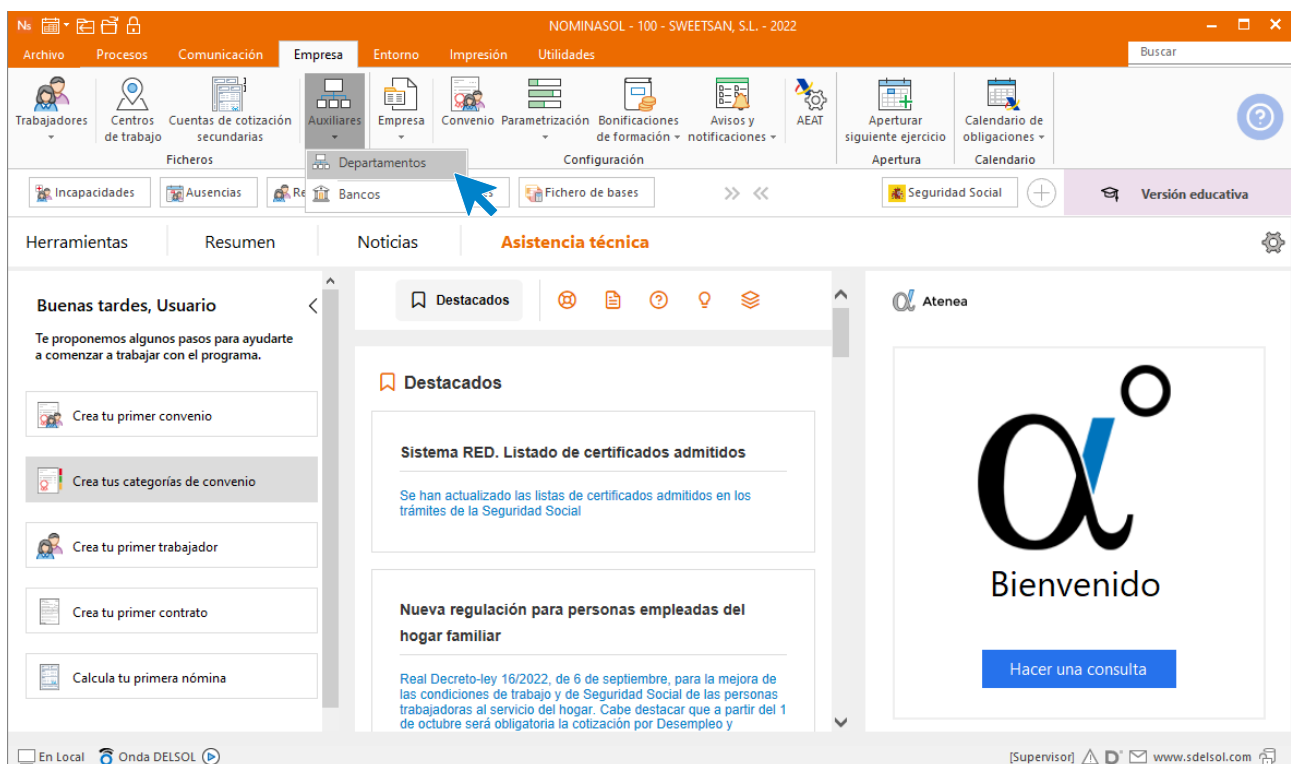 Ns
NOMINASOL - 100 - SWEETSAN, S.L. - 2022
Archivo Procesos Comunicación Empresa Entorno Impresión Utilidades Buscar
Trabajadores Centros de trabajo Cuentas de cotización secundarias Auxiliares Empresa Convenio Parametrización Bonificaciones de formación Avisos y notificaciones AEAT Aperturar siguiente ejercicio Calendario de obligaciones
Ficheros Configuración Apertura Calendario
Departamentos
Bancos
Incapacidades Ausencias Re Fichero de bases Seguridad Social Versión educativa
Herramientas Resumen Noticias Asistencia técnica
Buenas tardes, Usuario
Te proponemos algunos pasos para ayudarte
a comenzar a trabajar con el programa.
Crea tu primer convenio
Crea tus categorías de convenio
Crea tu primer trabajador
Crea tu primer contrato
Calcula tu primera nómina
Destacados
Destacados
Sistema RED. Listado de certificados admitidos
Se han actualizado las listas de certificados admitidos en los
trámites de la Seguridad Social
Nueva regulación para personas empleadas del
hogar familiar
Real Decreto-ley 16/2022, de 6 de septiembre, para la mejora de
las condiciones de trabajo y de Seguridad Social de las personas
trabajadoras al servicio del hogar. Cabe destacar que a partir del 1
de octubre será obligatoria la cotización por Desempleo y
Atenea
Bienvenido
Hacer una consulta
En Local Onda DELSOL [Supervisor] D www.sdelsol.com